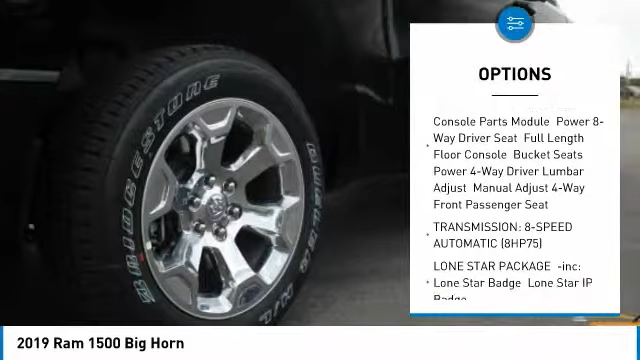 BRIDGESTONE
OPTIONS
Console Parts Module Power 8-
Way Driver Seat Full Length
Floor Console Bucket Seats
Power 4-Way Driver Lumbar
Adjust Manual Adjust 4-Way
Front Passenger Seat
TRANSMISSION: 8-SPEED
AUTOMATIC (8HP75)
LONE STAR PACKAGE -inc:
Lone Star Badge Lone Star IP
Badge
2019 Ram 1500 Big Horn